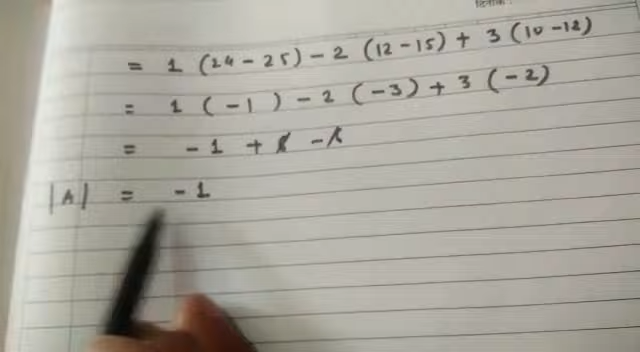 दिनांक:
= 1 (24 - 25) - 2 (12 - 15) + 3 (10 - 12)
= 1 ( -1 ) - 2 ( -3 ) + 3 ( -2 )
= - 1 + 6 - 6
|A| = - 1